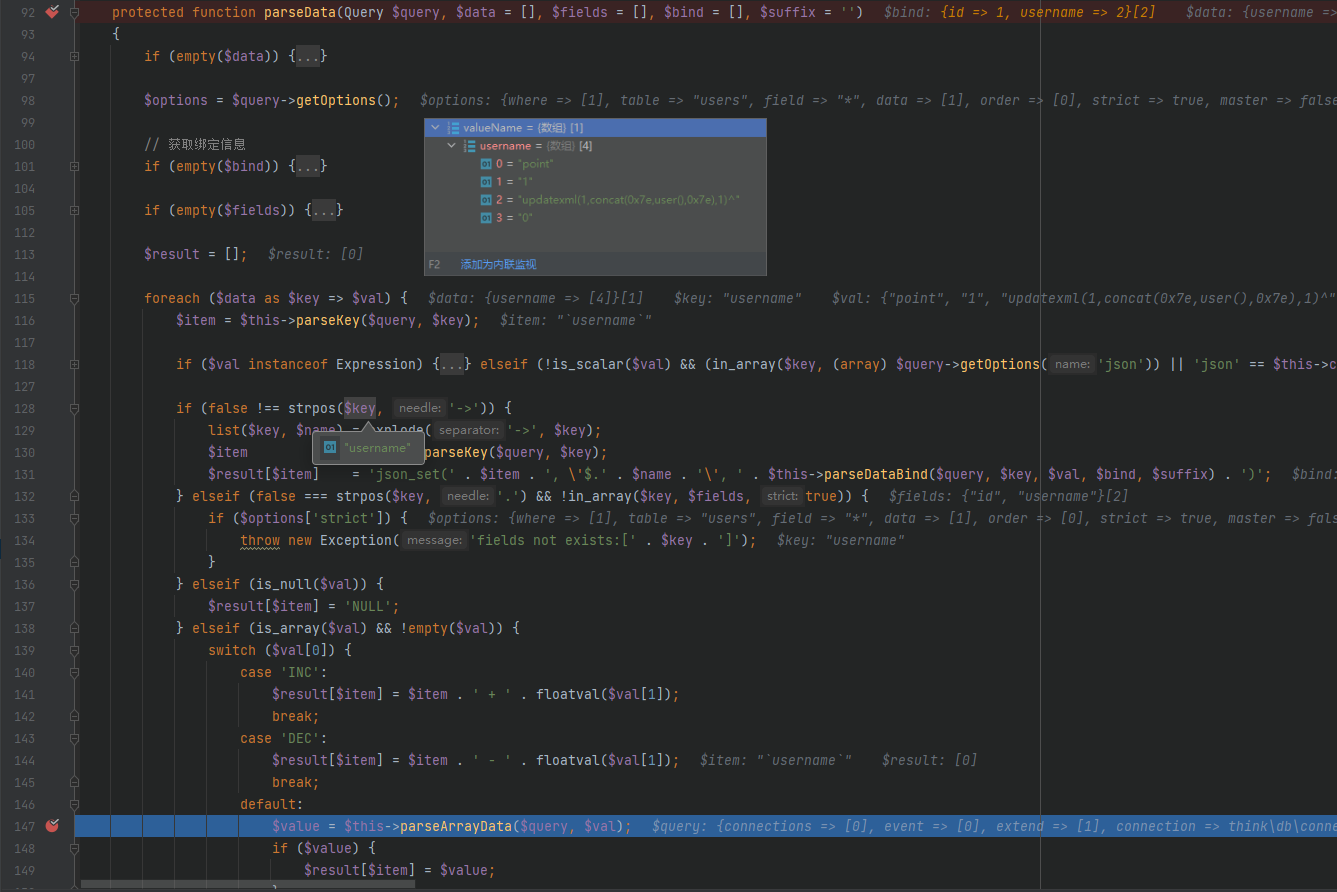 92 protected function parseData(Query $query, $data = [], $fields = [], $bind = [], $suffix = '') $bind: {id => 1, username => 2}[2] $data: {username =>
93 {
94 if (empty($data)) {...}
97
98 $options = $query->getOptions(); $options: {where => [1], table => "users", field => "*", data => [1], order => [0], strict => true, master => false
99
100 // 获取绑定信息
101 if (empty($bind)) {...}
104
105 if (empty($fields)) {...}
112
113 $result = []; $result: [0]
114
valueName = {数组} [1]
username = {数组} [4]
01 0 = "point"
01 1 = "1"
01 2 = "updatexml(1,concat(0x7e,user(),0x7e),1)^"
01 3 = "0"
F2 添加为内联监视
115 foreach ($data as $key => $val) { $data: {username => [4]}[1] $key: "username" $val: {"point", "1", "updatexml(1,concat(0x7e,user(),0x7e),1)^"
116 $item = $this->parseKey($query, $key); $item: "`username`"
117
118 if ($val instanceof Expression) {...} elseif (!is_scalar($val) && (in_array($key, (array) $query->getOptions( name: 'json')) || 'json' == $this->c
127
128 if (false !== strpos($key, needle: '->')) {
129 list($key, $name) = explode( separator: '->', $key);
01 "username"
130 $item parseKey($query, $key);
131 $result[$item] = 'json_set(' . $item . ', \'$.' . $name . '\', ' . $this->parseDataBind($query, $key, $val, $bind, $suffix) . ')'; $bind:
132 } elseif (false === strpos($key, needle: '.') && !in_array($key, $fields, strict: true)) { $fields: {"id", "username"}[2]
133 if ($options['strict']) { $options: {where => [1], table => "users", field => "*", data => [1], order => [0], strict => true, master => fals
134 throw new Exception( message: 'fields not exists:[' . $key . ']'); $key: "username"
135 }
136 } elseif (is_null($val)) {
137 $result[$item] = 'NULL';
138 } elseif (is_array($val) && !empty($val)) {
139 switch ($val[0]) {
140 case 'INC':
141 $result[$item] = $item . ' + ' . floatval($val[1]);
142 break;
143 case 'DEC':
144 $result[$item] = $item . ' - ' . floatval($val[1]); $item: "`username`" $result: [0]
145 break;
146 default:
147 $value = $this->parseArrayData($query, $val); $query: {connections => [0], event => [0], extend => [1], connection => think\db\conne
148 if ($value) {
149 $result[$item] = $value;